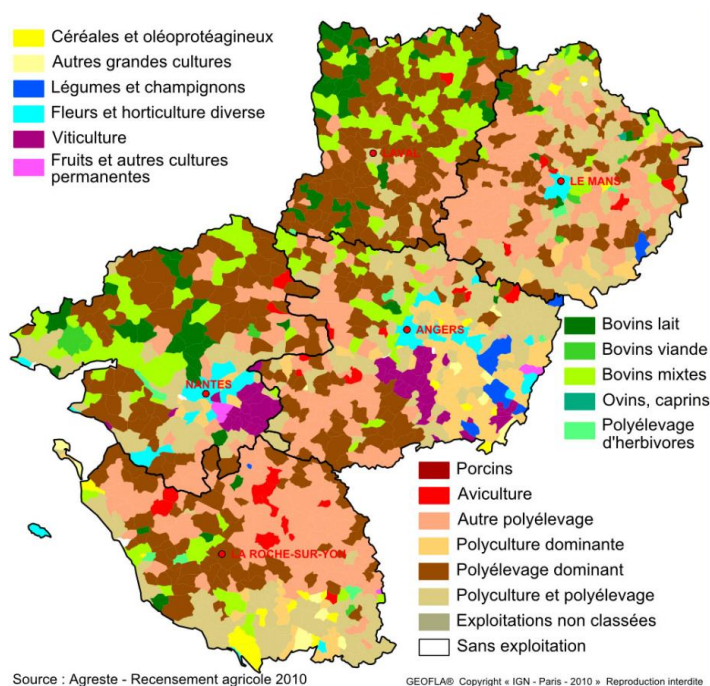 Céréales et oléoprotéagineux
Autres grandes cultures
Légumes et champignons
Fleurs et horticulture diverse
Viticulture
Fruits et autres cultures
permanentes
LAVAL
LE MANS
ANGERS
NANTES
LA ROCHE-SUR-YON
Bovins lait
Bovins viande
Bovins mixtes
Ovins, caprins
Polyélevage
d'herbivores
Porcins
Aviculture
Autre polyélevage
Polyculture dominante
Polyélevage dominant
Polyculture et polyélevage
Exploitations non classées
Sans exploitation
Source : Agreste - Recensement agricole 2010
GEOFLA® Copyright « IGN - Paris - 2010 » Reproduction interdite